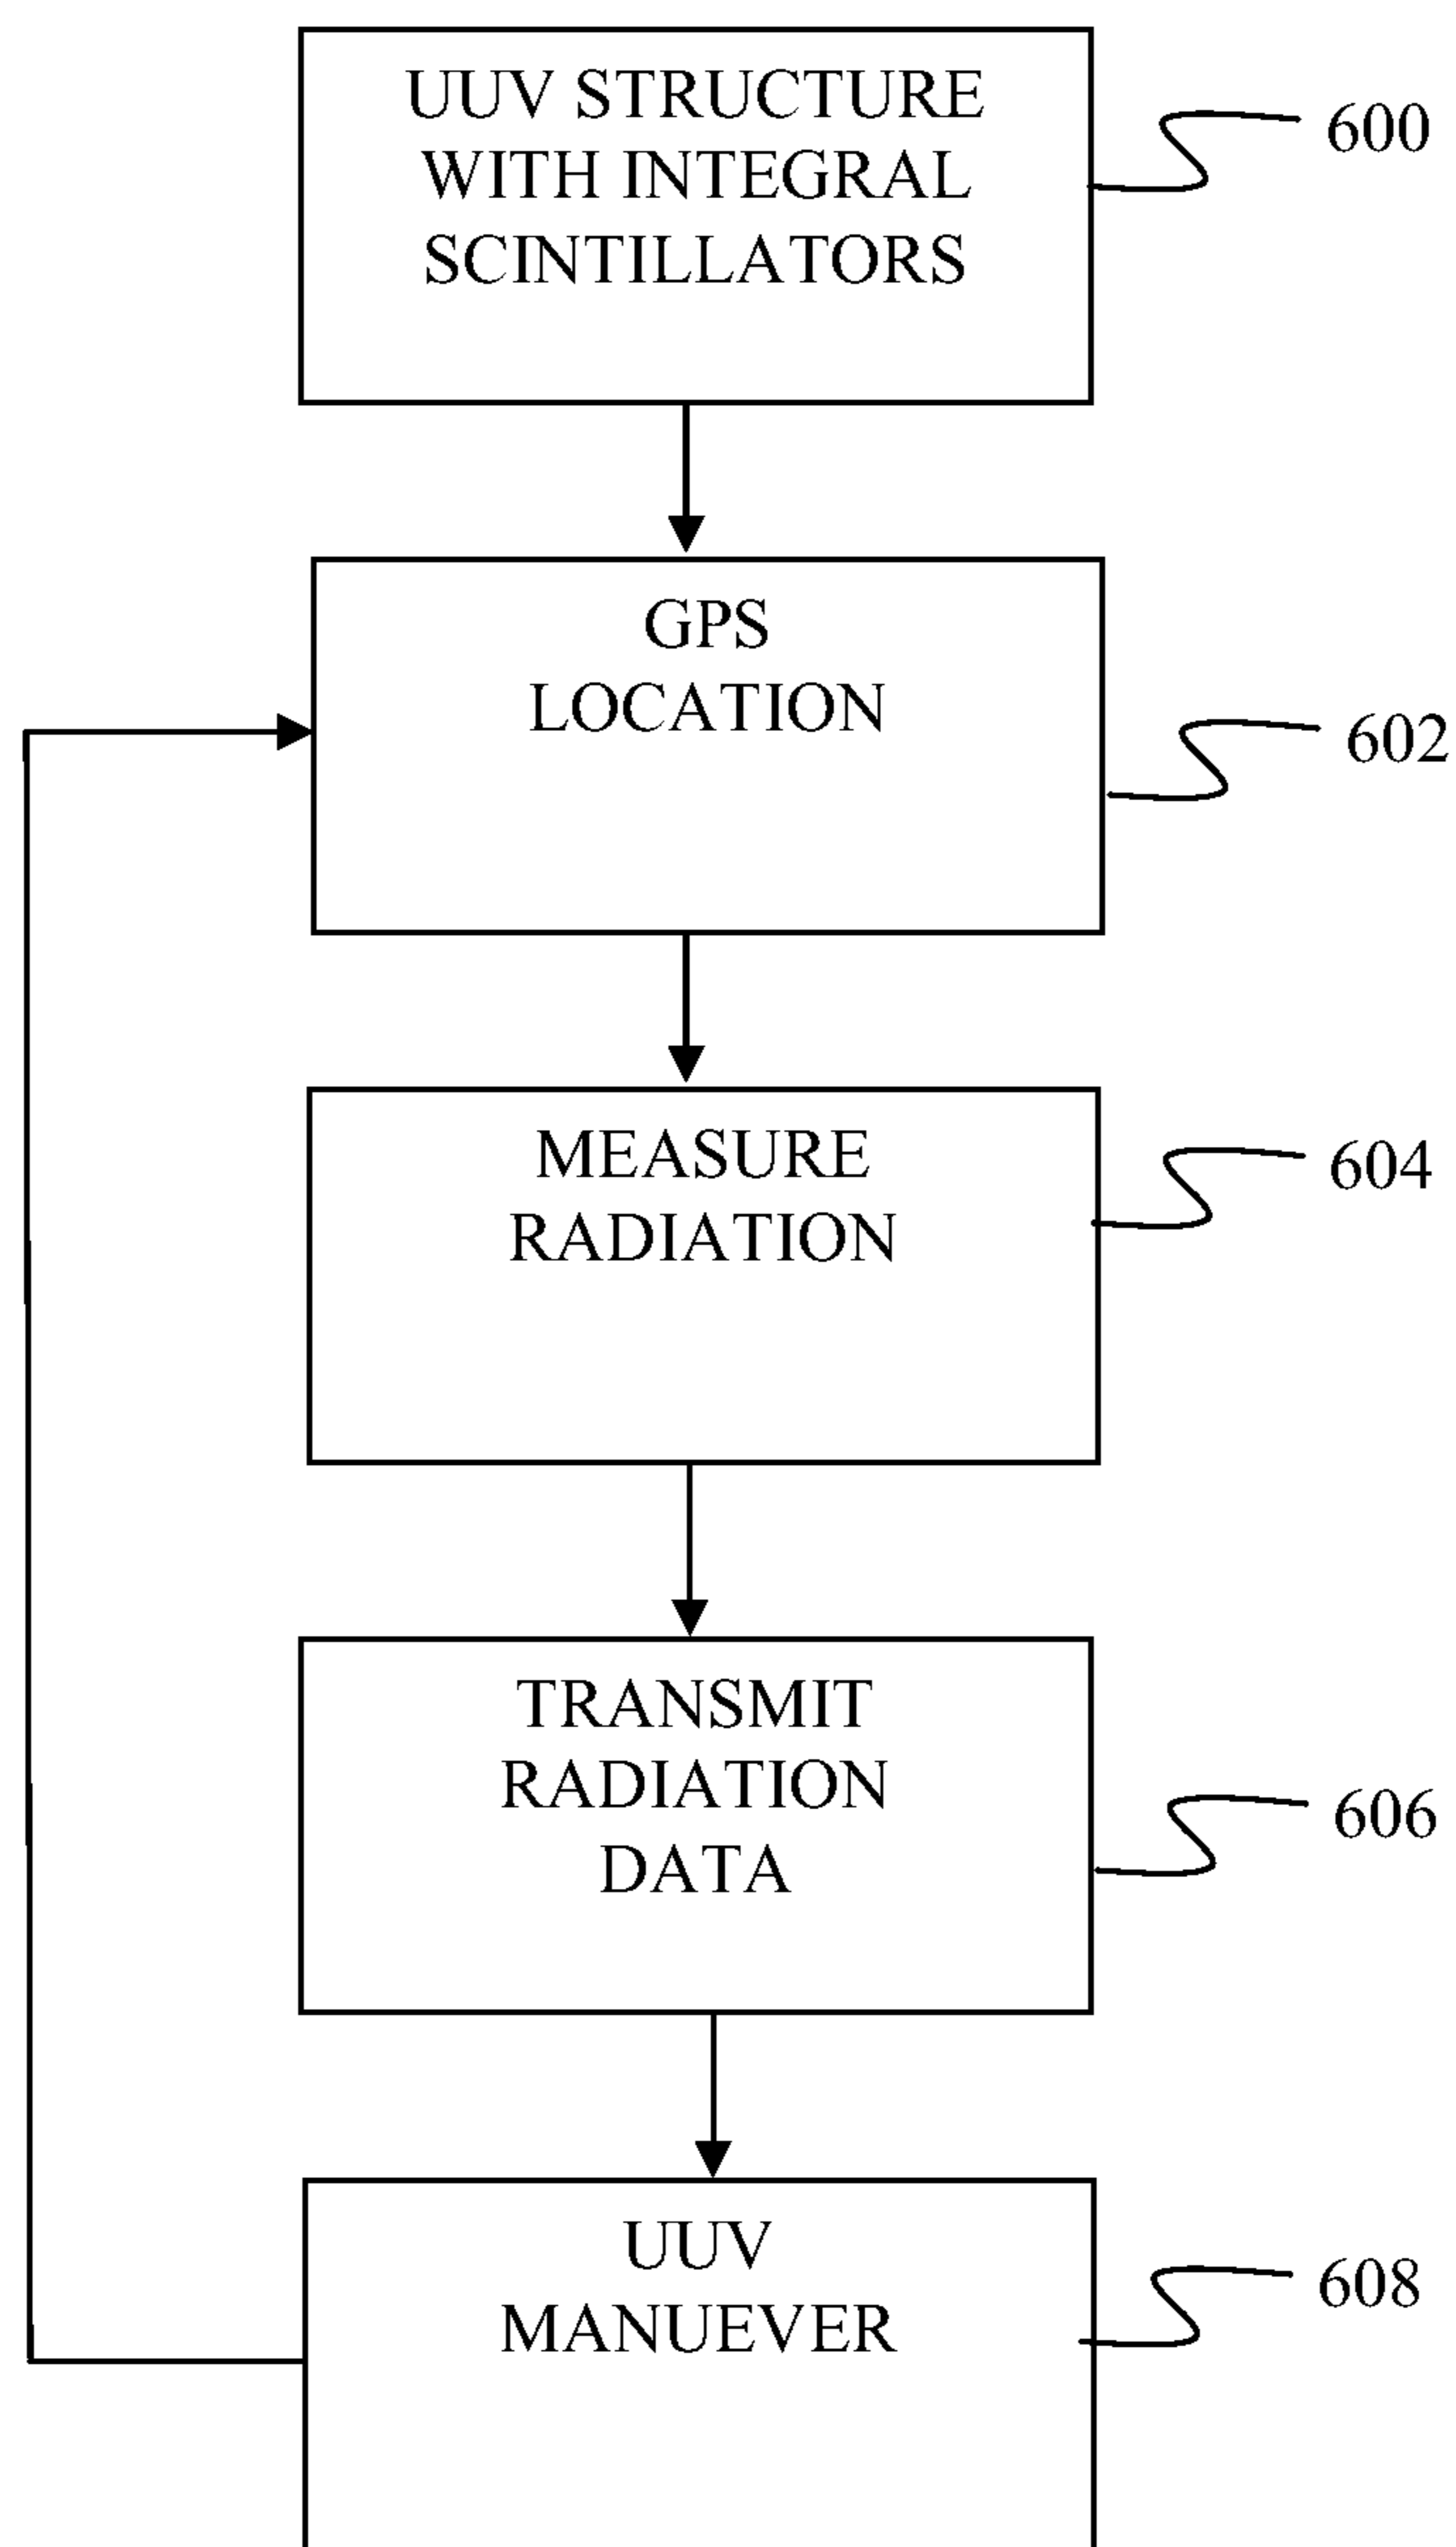 UUV STRUCTURE
WITH INTEGRAL
SCINTILLATORS
600
GPS
LOCATION
602
MEASURE
RADIATION
604
TRANSMIT
RADIATION
DATA
606
UUV
MANUEVER
608